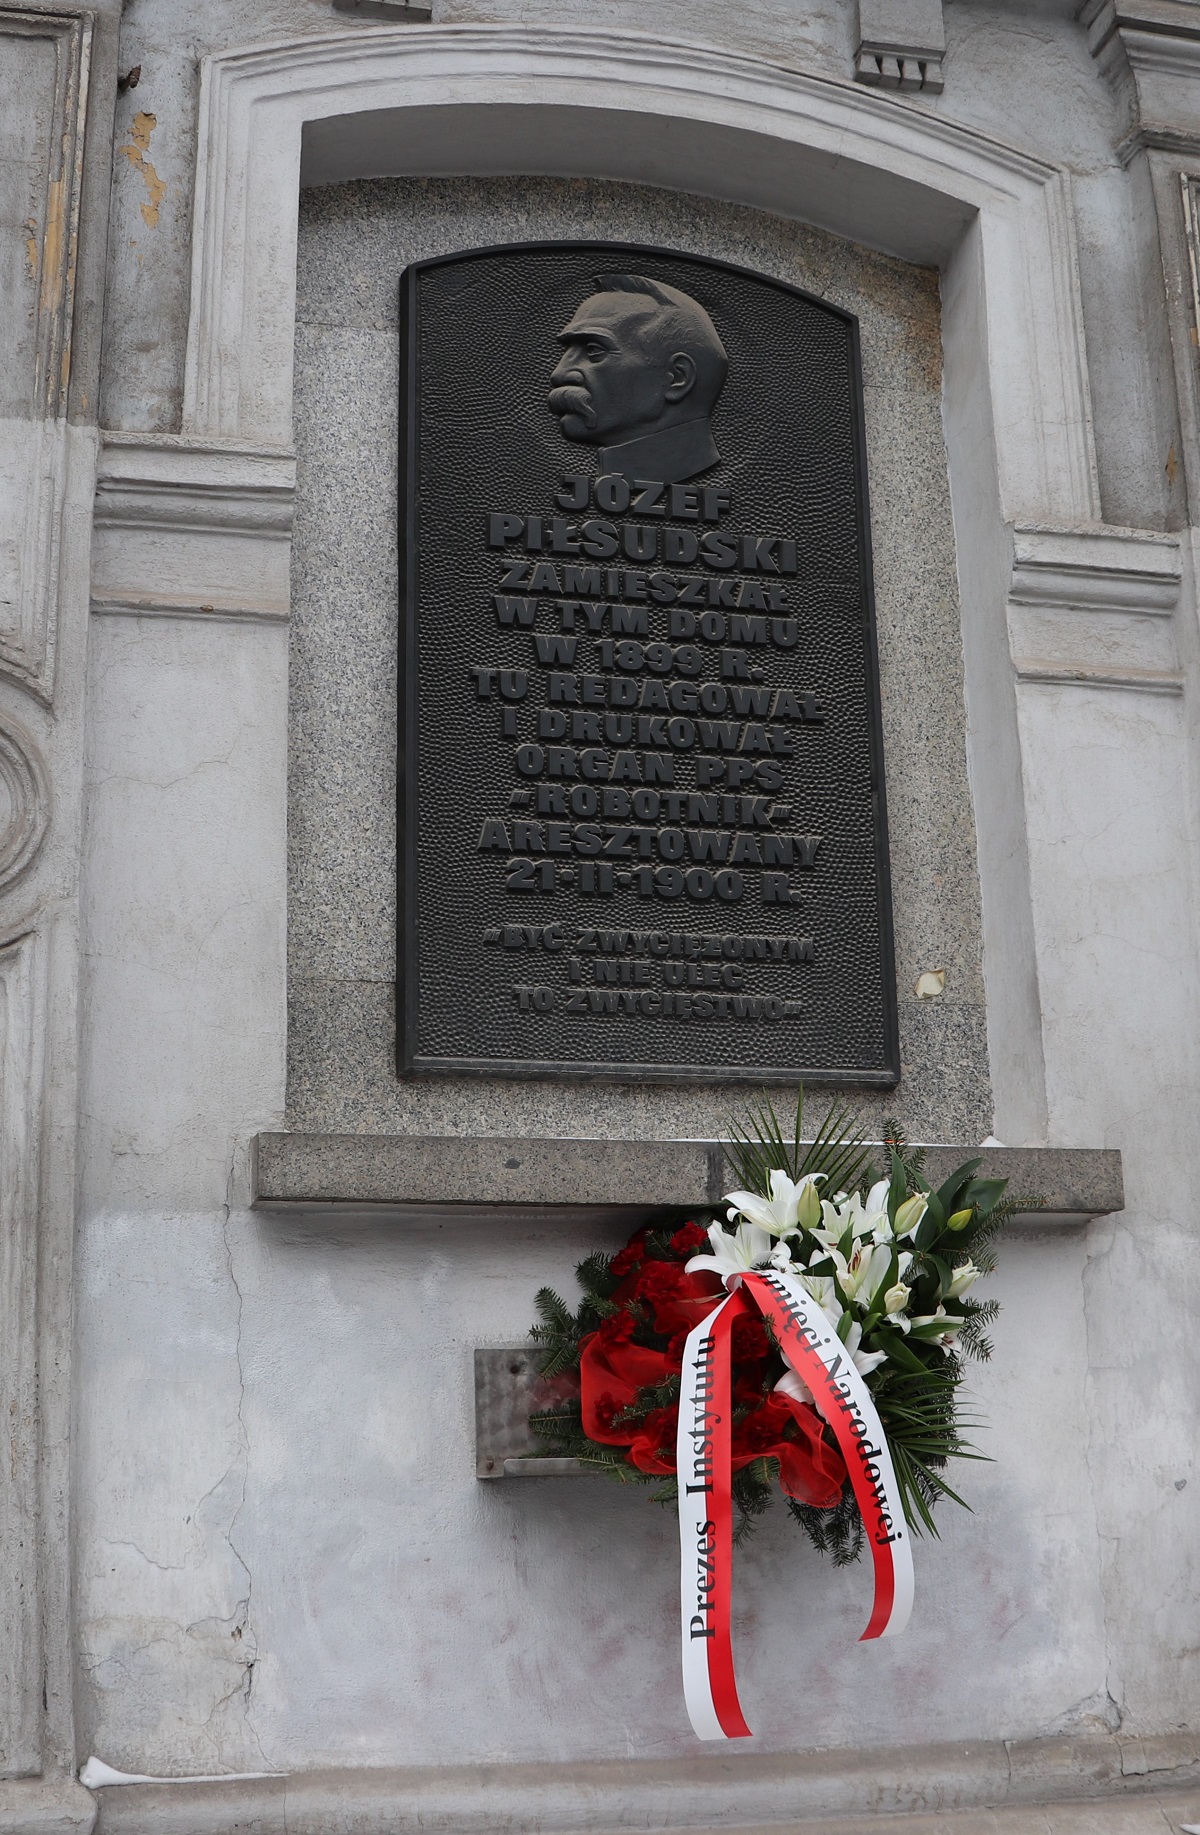 JÓZEF
PIŁSUDSKI
ZAMIESZKAŁ
W TYM DOMU
W 1899 R.
TU REDAGOWAŁ
I DRUKOWAŁ
ORGAN PPS
„ROBOTNIK”
ARESZTOWANY
21·II·1900 R.
„BYĆ ZWYCIĘŻONYM
I NIE ULEC
TO ZWYCIĘSTWO”
Prezes Instytutu
Narodowej